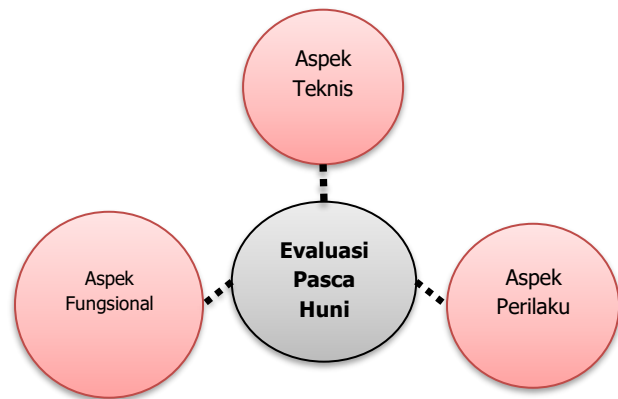 Aspek
Teknis
Evaluasi
Pasca
Huni
Aspek
Fungsional
Aspek
Perilaku